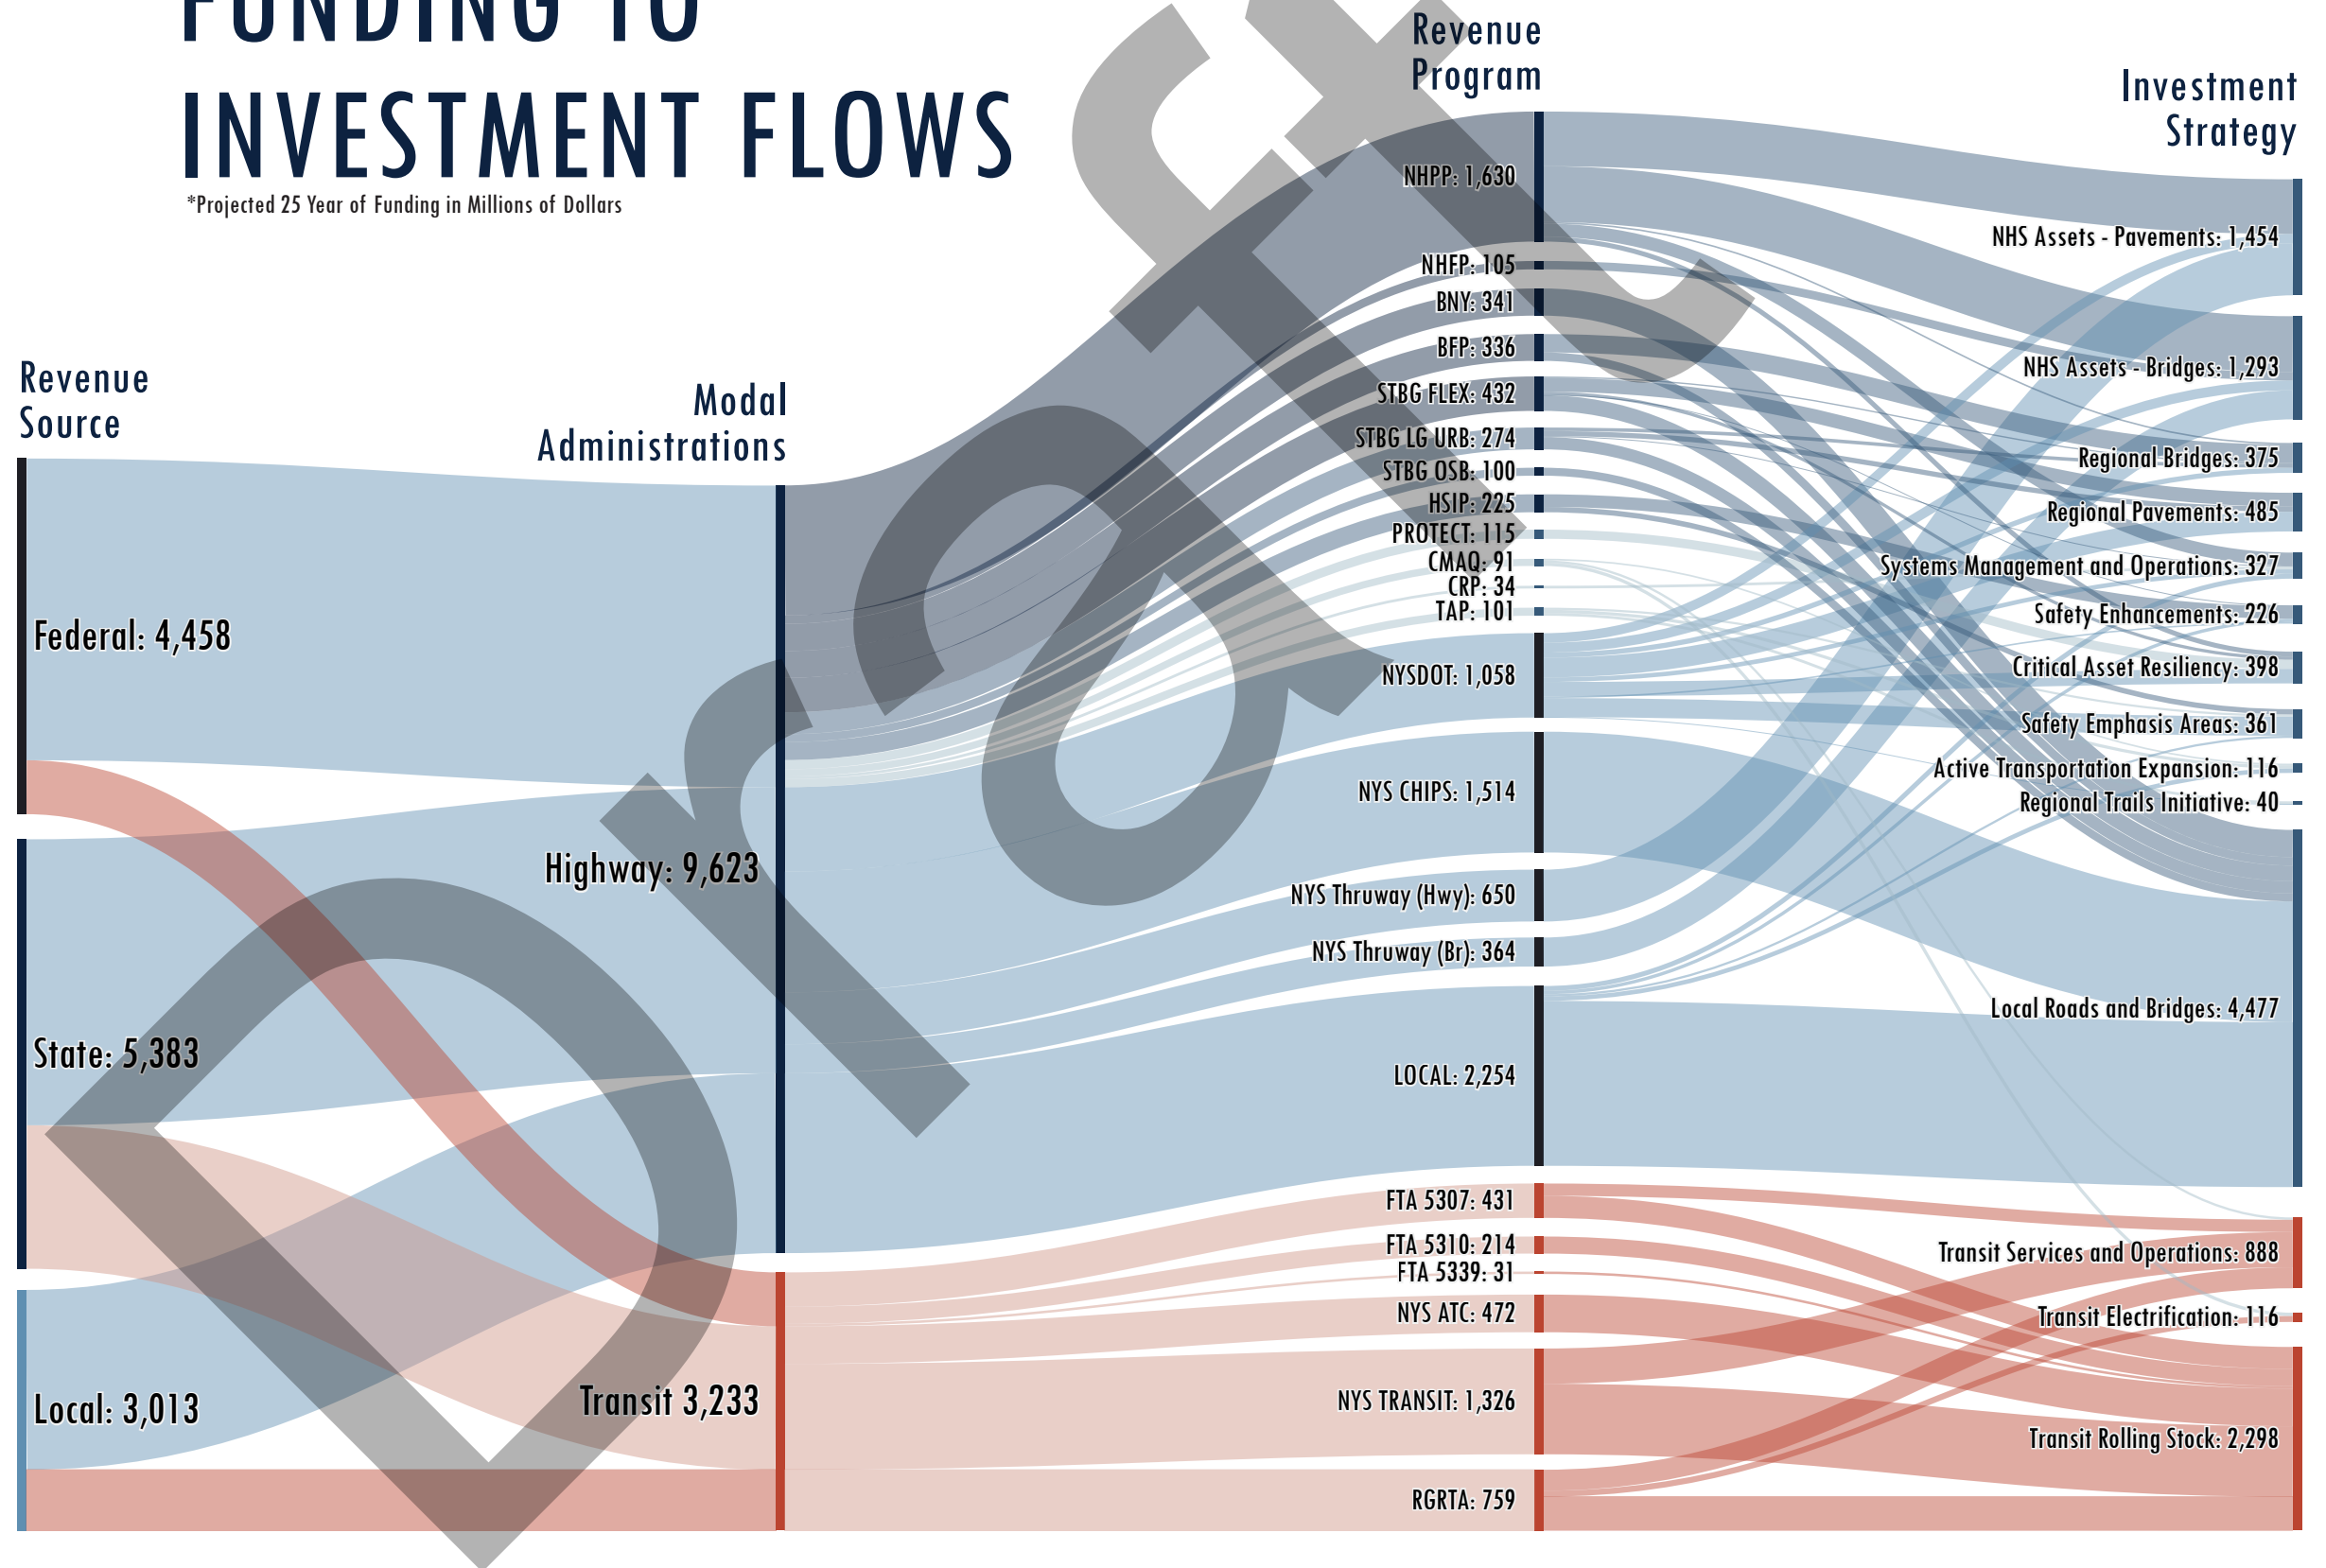 FUNDING TO
INVESTMENT FLOWS
*Projected 25 Year of Funding in Millions of Dollars
Revenue
Source
Federal: 4,458
State: 5,383
Local: 3,013
Modal
Administrations
Highway: 9,623
Transit 3,233
Revenue
Program
NHPP: 1,630
NHFP: 105
BNY: 341
BFP: 336
STBG FLEX: 432
STBG LG URB: 274
STBG OSB: 100
HSIP: 225
PROTECT: 115
CMAQ: 91
CRP: 34
TAP: 101
NYSDOT: 1,058
NYS CHIPS: 1,514
NYS Thruway (Hwy): 650
NYS Thruway (Br): 364
LOCAL: 2,254
FTA 5307: 431
FTA 5310: 214
FTA 5339: 31
NYS ATC: 472
NYS TRANSIT: 1,326
RGRTA: 759
Investment
Strategy
NHS Assets - Pavements: 1,454
NHS Assets - Bridges: 1,293
Regional Bridges: 375
Regional Pavements: 485
Systems Management and Operations: 327
Safety Enhancements: 226
Critical Asset Resiliency: 398
Safety Emphasis Areas: 361
Active Transportation Expansion: 116
Regional Trails Initiative: 40
Local Roads and Bridges: 4,477
Transit Services and Operations: 888
Transit Electrification: 116
Transit Rolling Stock: 2,298
Draft